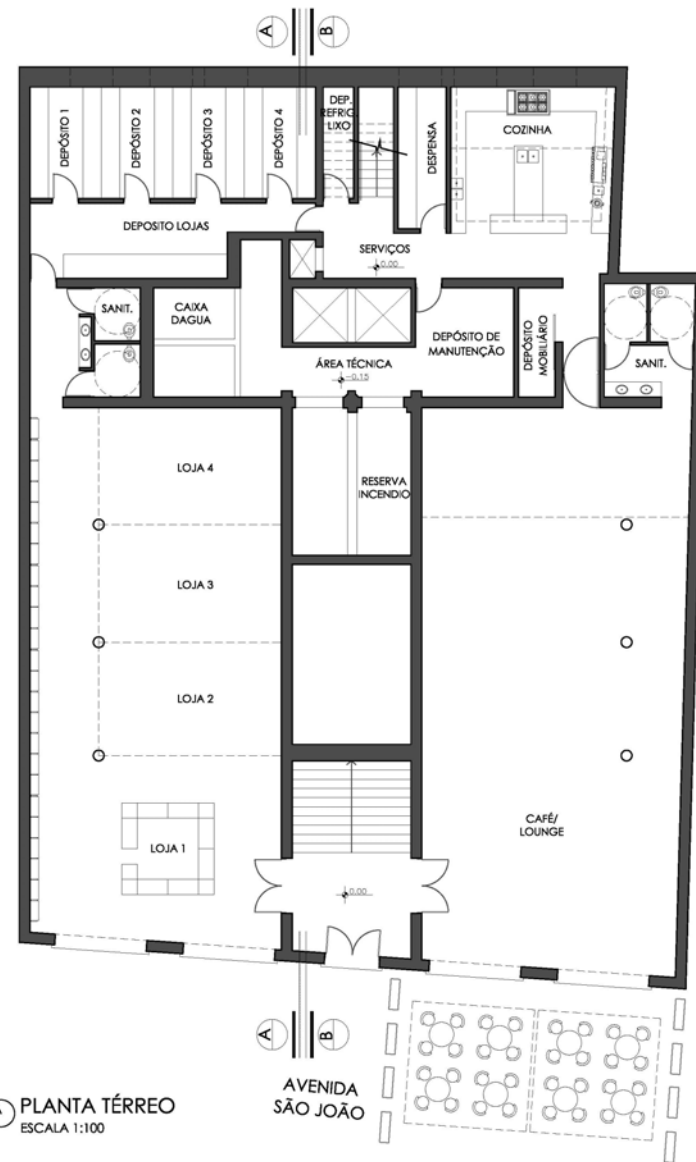 A
B
DEPÓSITO 1
DEPÓSITO 2
DEPÓSITO 3
DEPÓSITO 4
DEP.
REFRIG.
LIXO
DESPENSA
COZINHA
DEPOSITO LOJAS
SERVIÇOS
0.00
SANIT.
CAIXA
DAGUA
DEPÓSITO DE
MANUTENÇÃO
DEPÓSITO
MOBILIÁRIO
SANIT.
ÁREA TÉCNICA
-0.15
LOJA 4
RESERVA
INCENDIO
LOJA 3
LOJA 2
CAFÉ/
LOUNGE
LOJA 1
0.00
A
B
AVENIDA
SÃO JOÃO
PLANTA TÉRREO
ESCALA 1:100